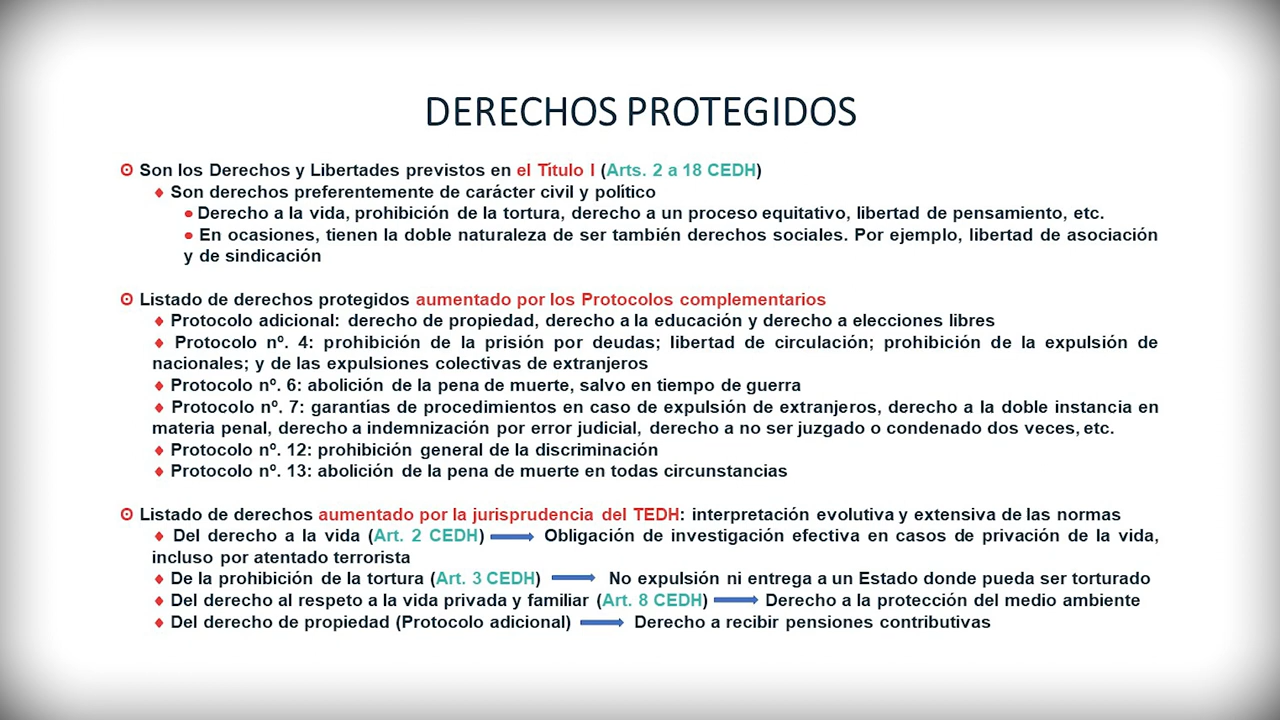 DERECHOS PROTEGIDOS
Son los Derechos y Libertades previstos en el Título I (Arts. 2 a 18 CEDH)
Son derechos preferentemente de carácter civil y político
Derecho a la vida, prohibición de la tortura, derecho a un proceso equitativo, libertad de pensamiento, etc.
En ocasiones, tienen la doble naturaleza de ser también derechos sociales. Por ejemplo, libertad de asociación
y de sindicación
Listado de derechos protegidos aumentado por los Protocolos complementarios
Protocolo adicional: derecho de propiedad, derecho a la educación y derecho a elecciones libres
Protocolo nº. 4: prohibición de la prisión por deudas; libertad de circulación; prohibición de la expulsión de
nacionales; y de las expulsiones colectivas de extranjeros
Protocolo nº. 6: abolición de la pena de muerte, salvo en tiempo de guerra
Protocolo nº. 7: garantías de procedimientos en caso de expulsión de extranjeros, derecho a la doble instancia en
materia penal, derecho a indemnización por error judicial, derecho a no ser juzgado o condenado dos veces, etc.
Protocolo nº. 12: prohibición general de la discriminación
Protocolo nº. 13: abolición de la pena de muerte en todas circunstancias
Listado de derechos aumentado por la jurisprudencia del TEDH: interpretación evolutiva y extensiva de las normas
Del derecho a la vida (Art. 2 CEDH) Obligación de investigación efectiva en casos de privación de la vida,
incluso por atentado terrorista
De la prohibición de la tortura (Art. 3 CEDH) No expulsión ni entrega a un Estado donde pueda ser torturado
Del derecho al respeto a la vida privada y familiar (Art. 8 CEDH) Derecho a la protección del medio ambiente
Del derecho de propiedad (Protocolo adicional) Derecho a recibir pensiones contributivas